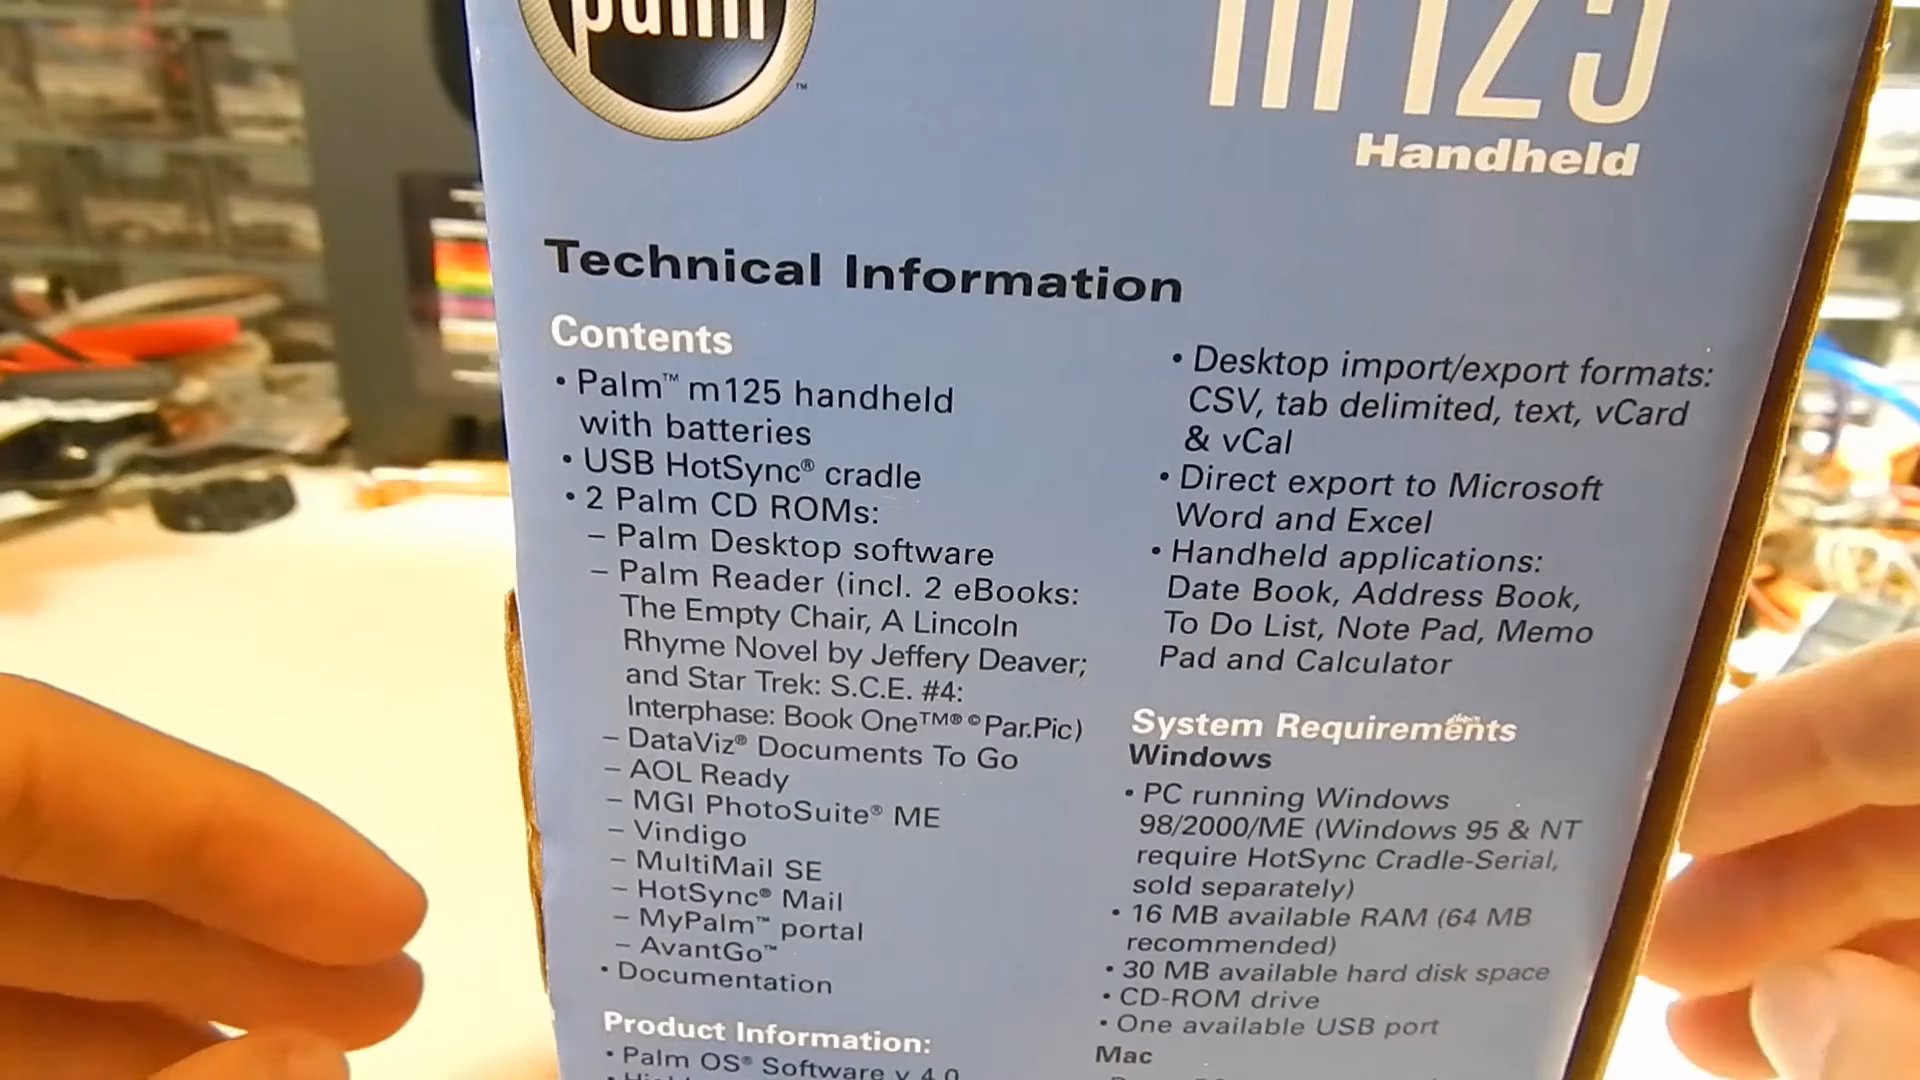 palm
™
m125
Handheld
Technical Information
Contents
• Palm™ m125 handheld
with batteries
• USB HotSync® cradle
• 2 Palm CD ROMs:
– Palm Desktop software
– Palm Reader (incl. 2 eBooks:
The Empty Chair, A Lincoln
Rhyme Novel by Jeffery Deaver;
and Star Trek: S.C.E. #4:
Interphase: Book One™® © Par.Pic)
– DataViz® Documents To Go
– AOL Ready
– MGI PhotoSuite® ME
– Vindigo
– MultiMail SE
– HotSync® Mail
– MyPalm™ portal
– AvantGo™
• Documentation
Product Information:
• Palm OS® Software v 4.0
• Desktop import/export formats:
CSV, tab delimited, text, vCard
& vCal
• Direct export to Microsoft
Word and Excel
• Handheld applications:
Date Book, Address Book,
To Do List, Note Pad, Memo
Pad and Calculator
System Requirements
Windows
• PC running Windows
98/2000/ME (Windows 95 & NT
require HotSync Cradle-Serial,
sold separately)
• 16 MB available RAM (64 MB
recommended)
• 30 MB available hard disk space
• CD-ROM drive
• One available USB port
Mac